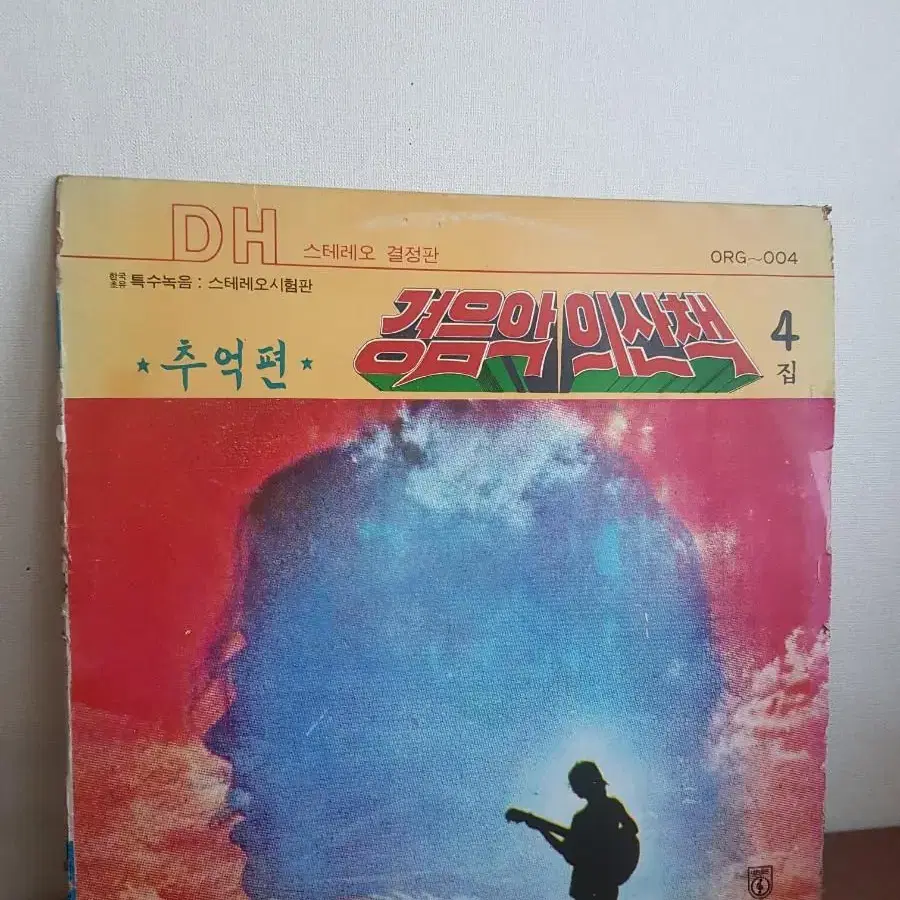 DH 스테레오 결정판
ORG~004
한국최초 특수녹음 : 스테레오시험판
경음악의산책 4집
★ 추억편 ★